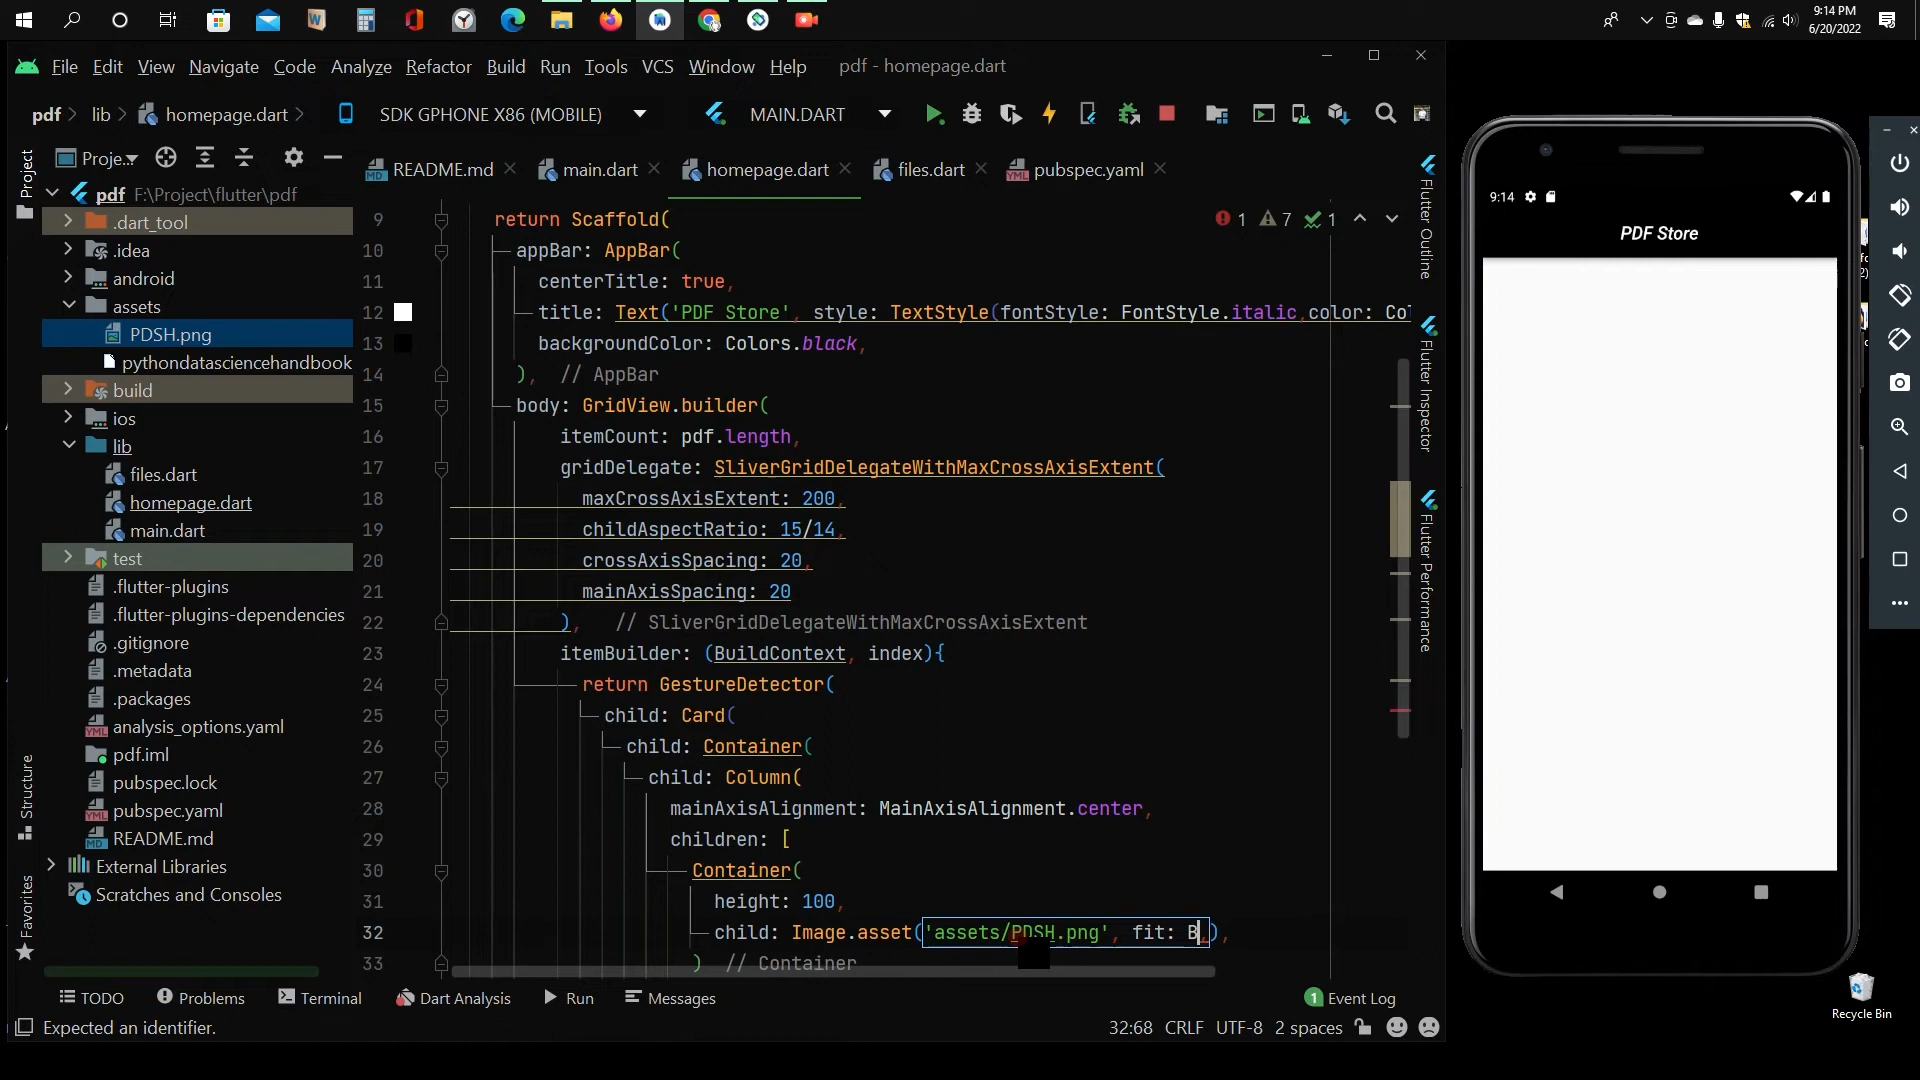 9:14 PM
6/20/2022
File Edit View Navigate Code Analyze Refactor Build Run Tools VCS Window Help pdf - homepage.dart
pdf lib homepage.dart SDK GPHONE X86 (MOBILE) MAIN.DART
Proje...
README.md main.dart homepage.dart files.dart pubspec.yaml
Project
Structure
Favorites
pdf F:\Project\flutter\pdf
.dart_tool
.idea
android
assets
PDSH.png
pythondatasciencehandbook
build
ios
lib
files.dart
homepage.dart
main.dart
test
.flutter-plugins
.flutter-plugins-dependencies
.gitignore
.metadata
.packages
analysis_options.yaml
pdf.iml
pubspec.lock
pubspec.yaml
README.md
External Libraries
Scratches and Consoles
1 7 1
9 return Scaffold(
10 appBar: AppBar(
11 centerTitle: true,
12 title: Text('PDF Store', style: TextStyle(fontStyle: FontStyle.italic,color: Co
13 backgroundColor: Colors.black,
14 ), // AppBar
15 body: GridView.builder(
16 itemCount: pdf.length,
17 gridDelegate: SliverGridDelegateWithMaxCrossAxisExtent(
18 maxCrossAxisExtent: 200,
19 childAspectRatio: 15/14,
20 crossAxisSpacing: 20,
21 mainAxisSpacing: 20
22 ), // SliverGridDelegateWithMaxCrossAxisExtent
23 itemBuilder: (BuildContext, index){
24 return GestureDetector(
25 child: Card(
26 child: Container(
27 child: Column(
28 mainAxisAlignment: MainAxisAlignment.center,
29 children: [
30 Container(
31 height: 100,
32 child: Image.asset('assets/PDSH.png', fit: B,),
33 ) // Container
Flutter Outline
Flutter Inspector
Flutter Performance
TODO Problems Terminal Dart Analysis Run Messages 1 Event Log
Expected an identifier. 32:68 CRLF UTF-8 2 spaces
9:14
PDF Store
Recycle Bin